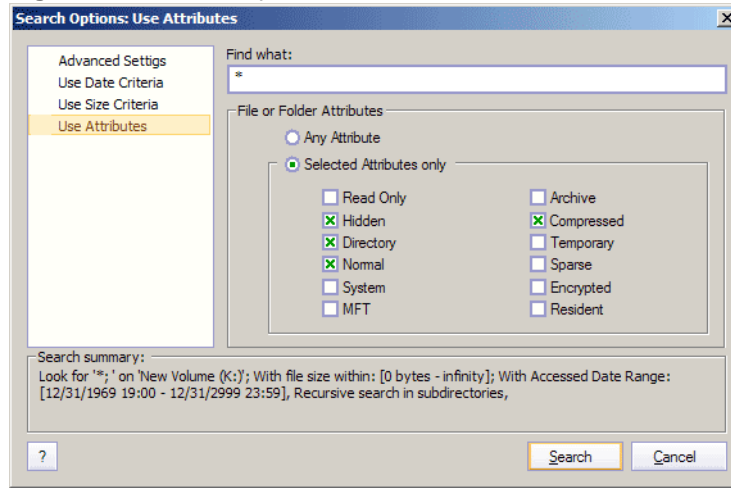 Search Options: Use Attributes
Advanced Settigs
Use Date Criteria
Use Size Criteria
Use Attributes
Find what:
*
File or Folder Attributes
Any Attribute
Selected Attributes only
Read Only
Archive
Hidden
Compressed
Directory
Temporary
Normal
Sparse
System
Encrypted
MFT
Resident
Search summary:
Look for '*; ' on 'New Volume (K:)'; With file size within: [0 bytes - infinity]; With Accessed Date Range:
[12/31/1969 19:00 - 12/31/2999 23:59], Recursive search in subdirectories,
?
Search
Cancel